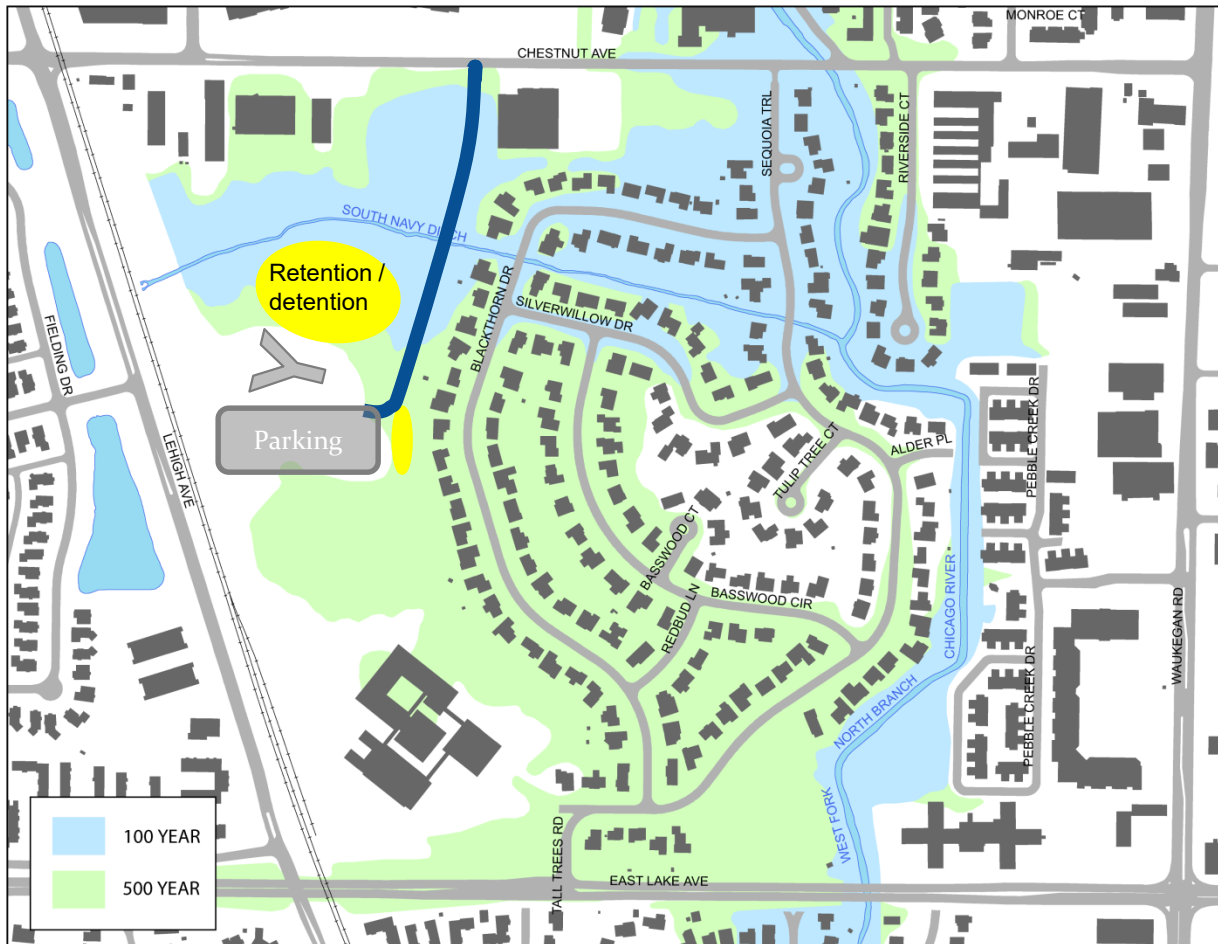 MONROE CT
CHESTNUT AVE
SEQUOIA TRL
RIVERSIDE CT
SOUTH NAVY DITCH
Retention /
detention
BLACKTHORN DR
SILVERWILLOW DR
FIELDING DR
LEHIGH AVE
Parking
PEBBLE CREEK DR
ALDER PL
TULIP TREE CT
BASSWOOD CT
BASSWOOD CIR
REDBUD LN
CHICAGO RIVER
NORTH BRANCH
WEST FORK
PEBBLE CREEK DR
WAUKEGAN RD
100 YEAR
500 YEAR
TALL TREES RD
EAST LAKE AVE